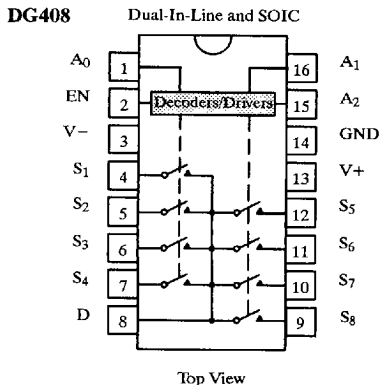 DG408
Dual-In-Line and SOIC
A0 1 16 A1
EN 2 Decoders/Drivers 15 A2
V− 3 14 GND
S1 4 13 V+
S2 5 12 S5
S3 6 11 S6
S4 7 10 S7
D 8 9 S8
Top View